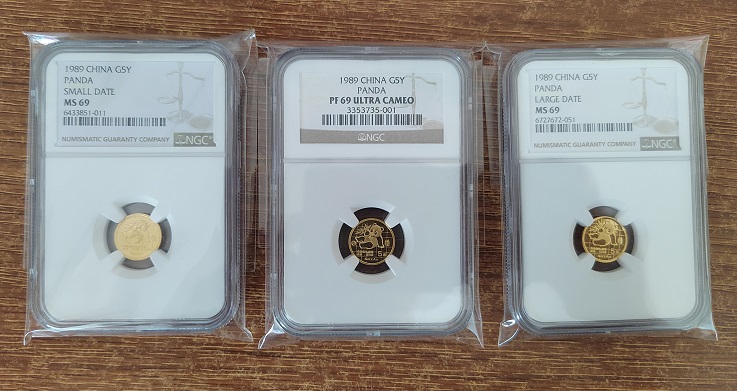 1989 CHINA G5Y
PANDA
SMALL DATE
MS 69
6433851-011
NUMISMATIC GUARANTY COMPANY
NGC
1989 CHINA G5Y
PANDA
PF 69 ULTRA CAMEO
3353735-001
NGC
1989 CHINA G5Y
PANDA
LARGE DATE
MS 69
6727672-051
NUMISMATIC GUARANTY COMPANY
NGC